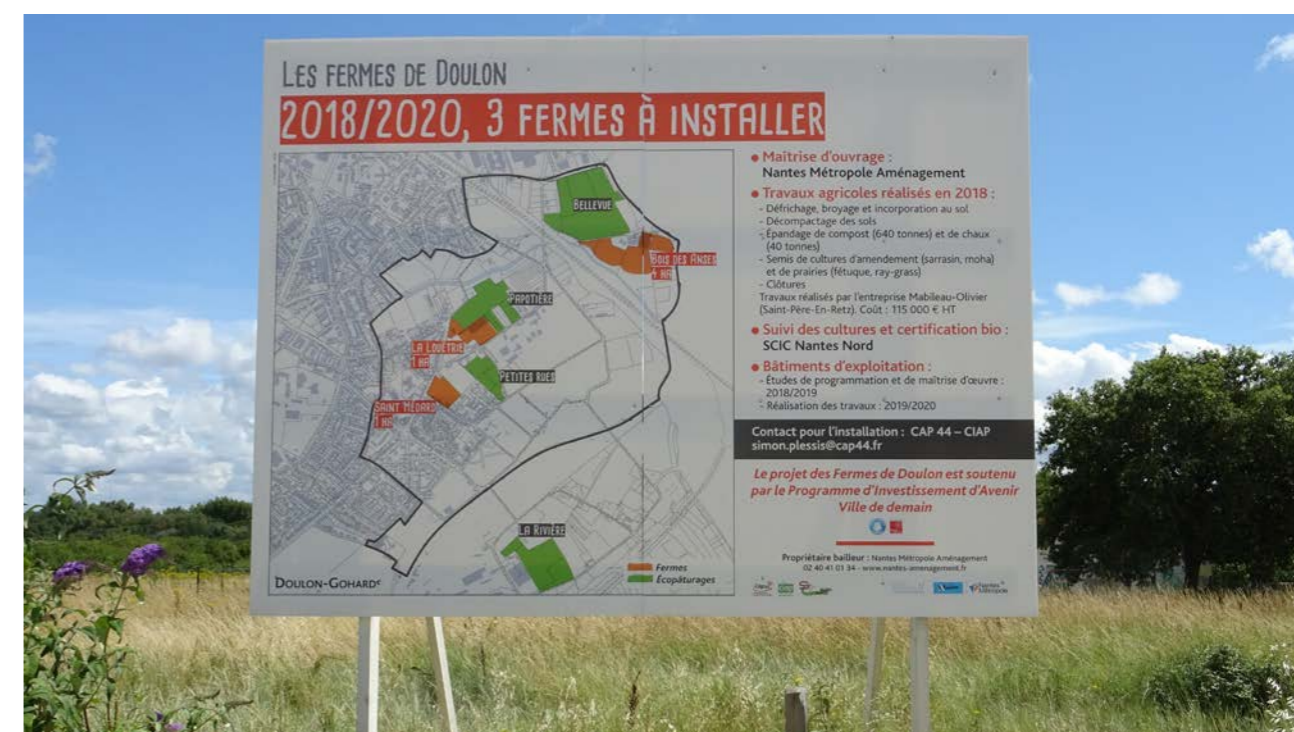 LES FERMES DE DOULON
2018/2020, 3 FERMES À INSTALLER
BELLEVUE
BOIS DES ANSES
4 HA
PAPOTIÈRE
LA LOUËTRIE
1 HA
PETITES RUES
SAINT MÉDARD
1 HA
LA RIVIÈRE
DOULON-GOHARDS
Fermes
Écopâturages
• Maîtrise d'ouvrage :
Nantes Métropole Aménagement
• Travaux agricoles réalisés en 2018 :
- Défrichage, broyage et incorporation au sol
- Décompactage des sols
- Épandage de compost (640 tonnes) et de chaux
(40 tonnes)
- Semis de cultures d'amendement (sarrasin, moha)
et de prairies (fétuque, ray-grass)
- Clôtures
Travaux réalisés par l'entreprise Mabileau-Olivier
(Saint-Père-En-Retz). Coût : 115 000 € HT
• Suivi des cultures et certification bio :
SCIC Nantes Nord
• Bâtiments d'exploitation :
- Études de programmation et de maîtrise d'œuvre :
2018/2019
- Réalisation des travaux : 2019/2020
Contact pour l'installation : CAP 44 – CIAP
simon.plessis@cap44.fr
Le projet des Fermes de Doulon est soutenu
par le Programme d'Investissement d'Avenir
Ville de demain
Propriétaire bailleur : Nantes Métropole Aménagement
02 40 41 01 34 - www.nantes-amenagement.fr
Nantes
Métropole